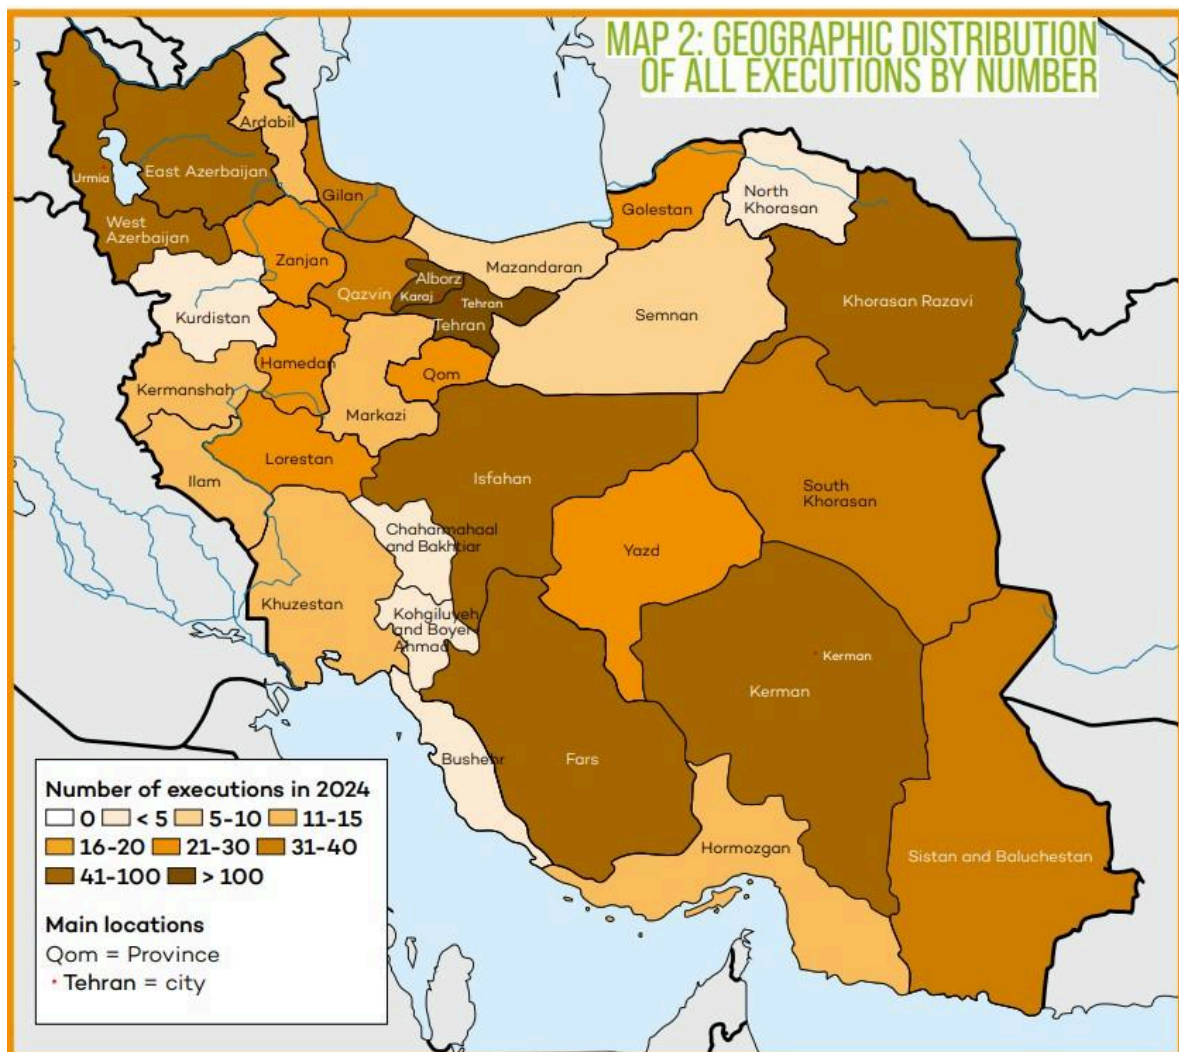 MAP 2: GEOGRAPHIC DISTRIBUTION
OF ALL EXECUTIONS BY NUMBER
Ardabil
East Azerbaijan
Urmia
Gilan
West
Azerbaijan
Golestan
North
Khorasan
Zanjan
Mazandaran
Alborz
Qazvin
Karaj
Tehran
Tehran
Khorasan Razavi
Kurdistan
Semnan
Hamedan
Qom
Kermanshah
Markazi
Lorestan
Ilam
Isfahan
South
Khorasan
Chaharmahaal
and Bakhtiar
Yazd
Khuzestan
Kohgiluyeh
and Boyer
Ahmad
Kerman
Kerman
Bushehr
Fars
Hormozgan
Sistan and Baluchestan
Number of executions in 2024
0 < 5 5-10 11-15
16-20 21-30 31-40
41-100 > 100
Main locations
Qom = Province
Tehran = city